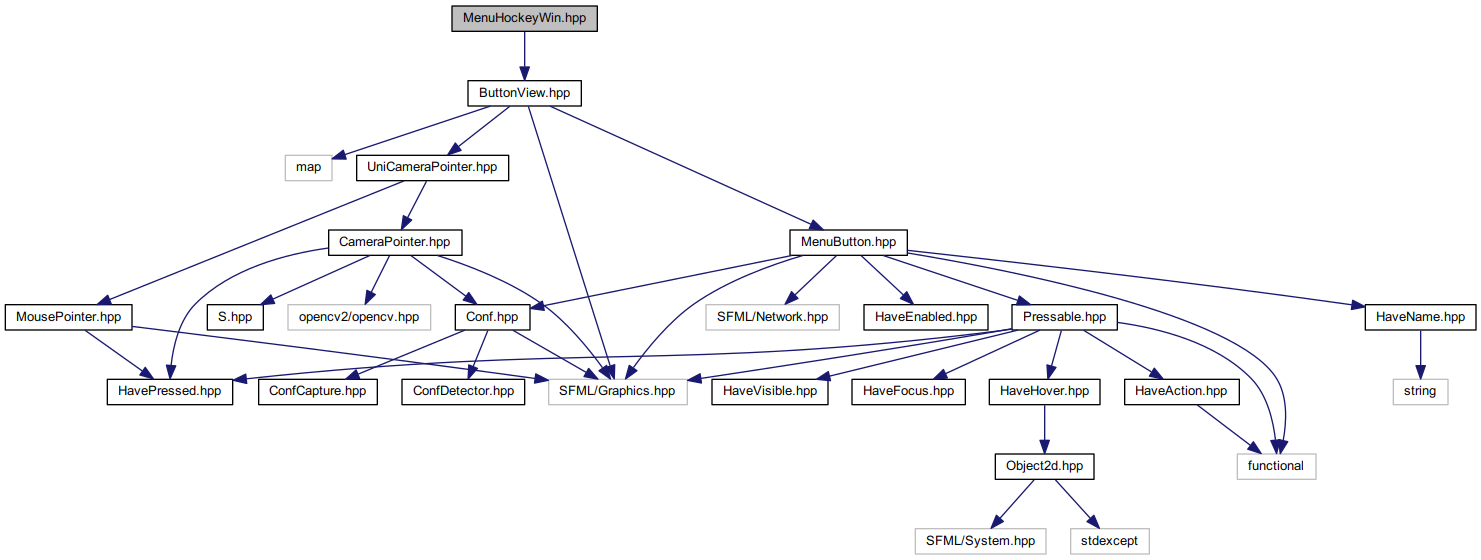 MenuHockeyWin.hpp
ButtonView.hpp
map
UniCameraPointer.hpp
CameraPointer.hpp
MenuButton.hpp
MousePointer.hpp
S.hpp
opencv2/opencv.hpp
Conf.hpp
SFML/Network.hpp
HaveEnabled.hpp
Pressable.hpp
HaveName.hpp
HavePressed.hpp
ConfCapture.hpp
ConfDetector.hpp
SFML/Graphics.hpp
HaveVisible.hpp
HaveFocus.hpp
HaveHover.hpp
HaveAction.hpp
string
Object2d.hpp
functional
SFML/System.hpp
stdexcept